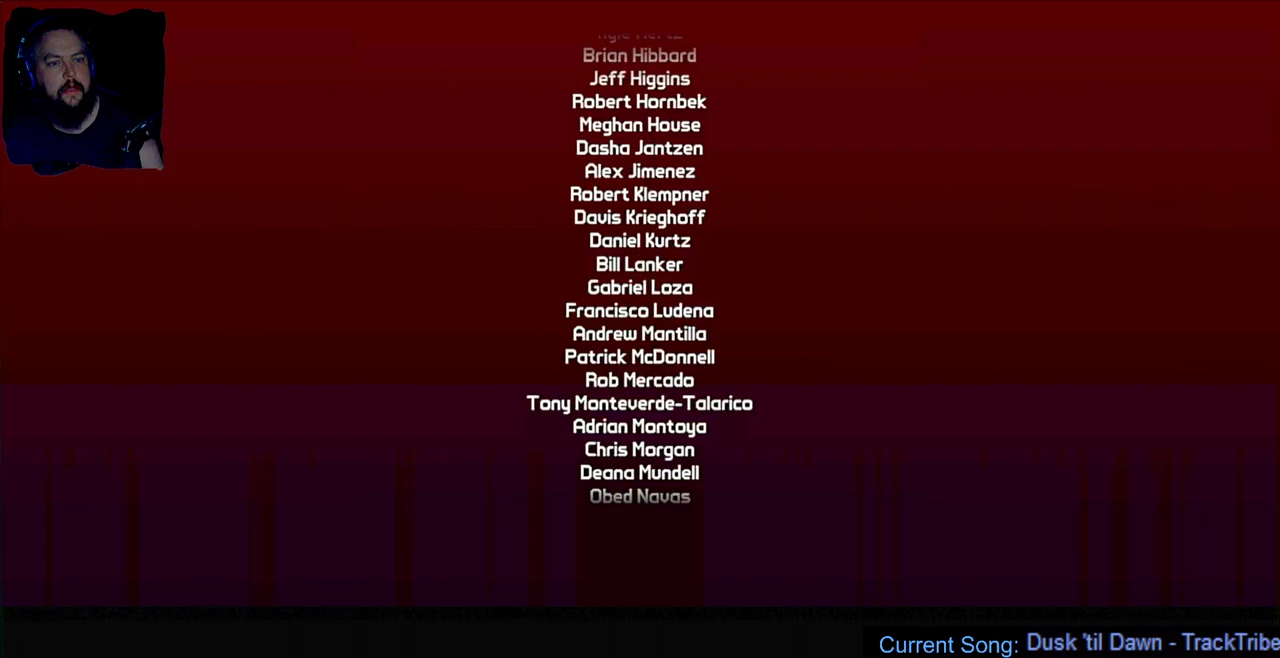 Brian Hibbard
Jeff Higgins
Robert Hornbek
Meghan House
Dasha Jantzen
Alex Jimenez
Robert Klempner
Davis Krieghoff
Daniel Kurtz
Bill Lanker
Gabriel Loza
Francisco Ludena
Andrew Mantilla
Patrick McDonnell
Rob Mercado
Tony Monteverde-Talarico
Adrian Montoya
Chris Morgan
Deana Mundell
Obed Navas
Current Song: Dusk 'til Dawn - TrackTribe